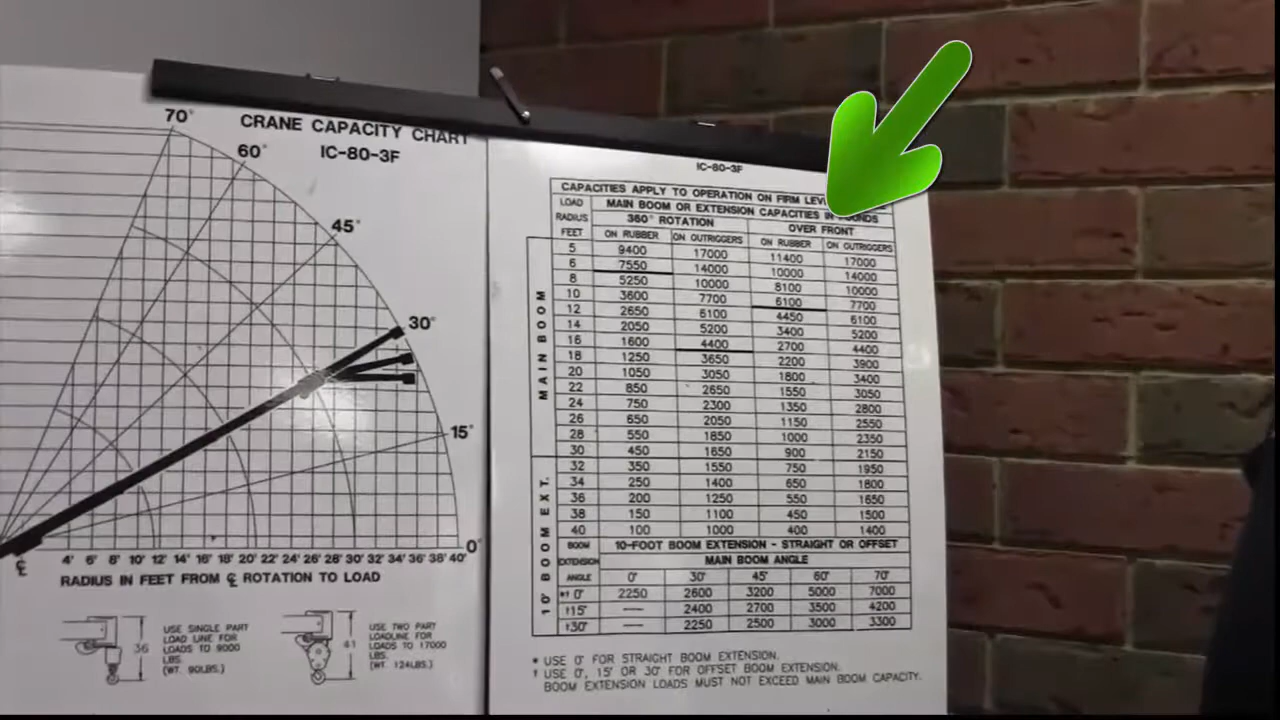 CRANE CAPACITY CHART
IC-80-3F
70°
60°
45°
30°
15°
0°
4' 6' 8' 10' 12' 14' 16' 18' 20' 22' 24' 26' 28' 30' 32' 34' 36' 38' 40'
RADIUS IN FEET FROM ℄ ROTATION TO LOAD
36
USE SINGLE PART
LOAD LINE FOR
LOADS TO 9000
LBS.
(WT. 90LBS.)
41
USE TWO PART
LOADLINE FOR
LOADS TO 17000
LBS.
(WT. 124LBS.)
IC-80-3F
CAPACITIES APPLY TO OPERATION ON FIRM
LOAD RADIUS FEET
MAIN BOOM OR EXTENSION CAPACITIES IN POUNDS
360° ROTATION OVER FRONT
ON RUBBER ON OUTRIGGERS ON RUBBER ON OUTRIGGERS
MAIN BOOM
5 9400 17000 11400 17000
6 7550 14000 10000 14000
8 5250 10000 8100 10000
10 3600 7700 6100 7700
12 2650 6100 4450 6100
14 2050 5200 3400 5200
16 1600 4400 2700 4400
18 1250 3650 2200 3900
20 1050 3050 1800 3400
22 850 2650 1550 3050
24 750 2300 1350 2800
26 650 2050 1150 2550
28 550 1850 1000 2350
30 450 1650 900 2150
10' BOOM EXT.
32 350 1550 750 1950
34 250 1400 650 1800
36 200 1250 550 1650
38 150 1100 450 1500
40 100 1000 400 1400
BOOM EXTENSION ANGLE
10-FOOT BOOM EXTENSION - STRAIGHT OR OFFSET
MAIN BOOM ANGLE
0° 30° 45° 60° 70°
*† 0° 2250 2600 3200 5000 7000
†15° — 2400 2700 3500 4200
†30° — 2250 2500 3000 3300
* USE 0° FOR STRAIGHT BOOM EXTENSION.
† USE 0°, 15° OR 30° FOR OFFSET BOOM EXTENSION.
BOOM EXTENSION LOADS MUST NOT EXCEED MAIN BOOM CAPACITY.